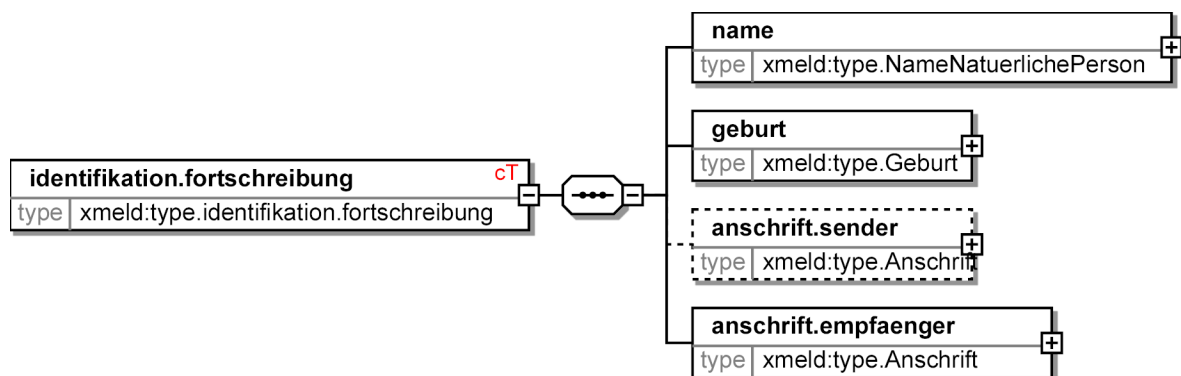 name
type xmeld:type.NameNatuerlichePerson
geburt
type xmeld:type.Geburt
identifikation.fortschreibung cT
type xmeld:type.identifikation.fortschreibung
anschrift.sender
type xmeld:type.Anschrift
anschrift.empfaenger
type xmeld:type.Anschrift